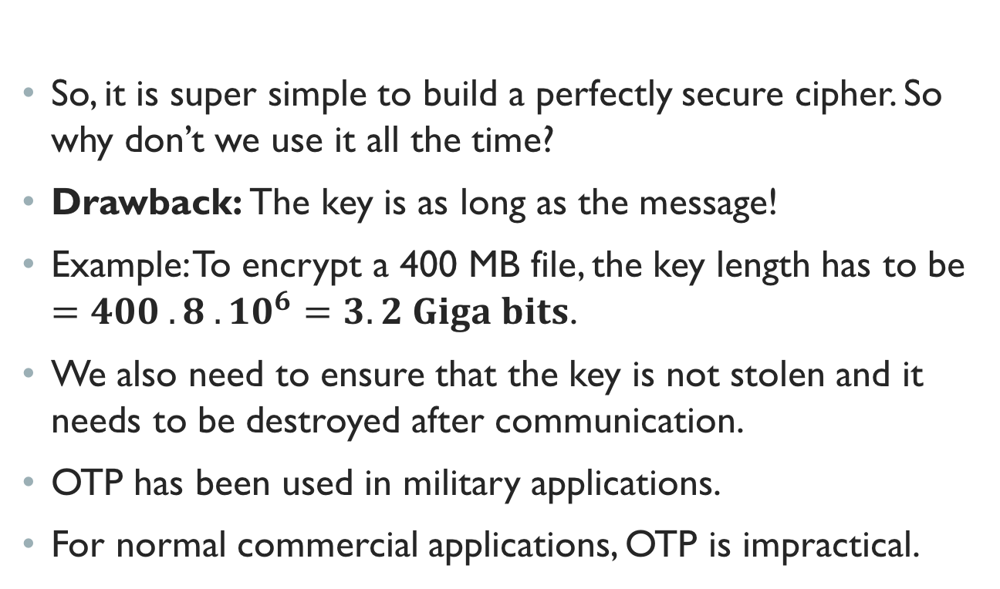 • So, it is super simple to build a perfectly secure cipher. So
why don’t we use it all the time?
• Drawback: The key is as long as the message!
• Example: To encrypt a 400 MB file, the key length has to be
= 400 . 8 . 10⁶ = 3. 2 Giga bits.
• We also need to ensure that the key is not stolen and it
needs to be destroyed after communication.
• OTP has been used in military applications.
• For normal commercial applications, OTP is impractical.